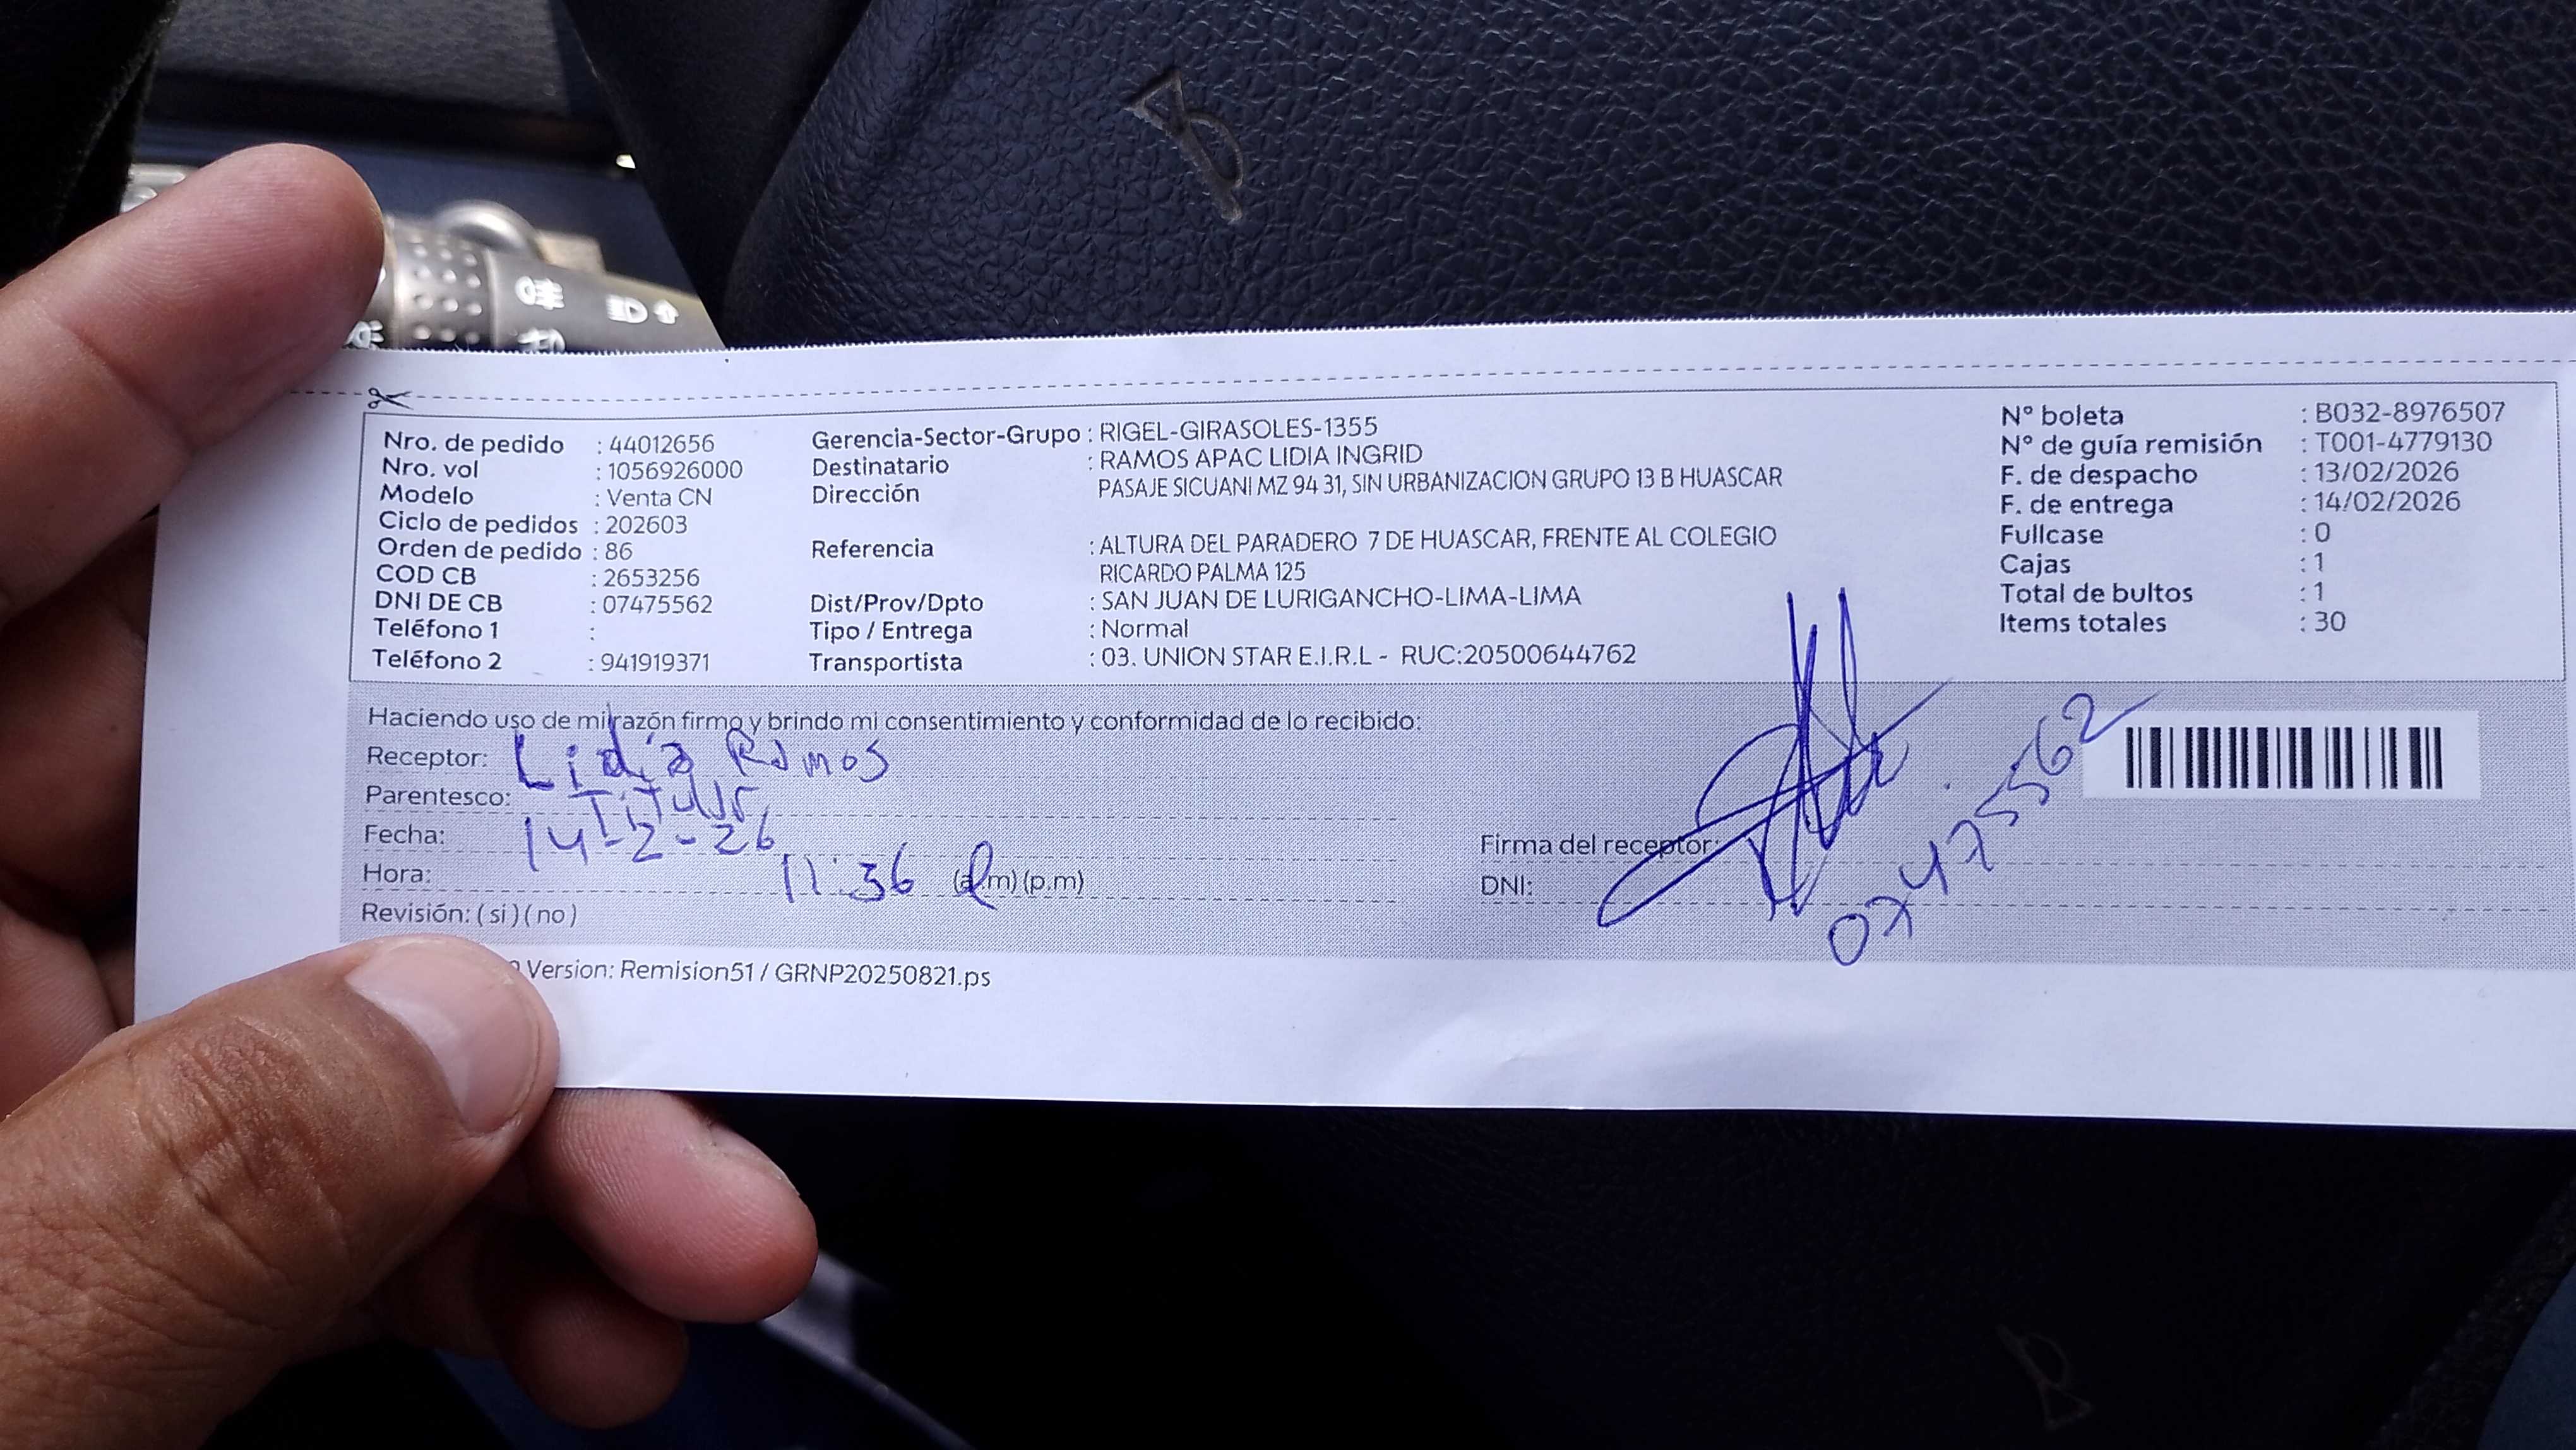 Nro. de pedido : 44012656
Nro. vol : 1056926000
Modelo : Venta CN
Ciclo de pedidos : 202603
Orden de pedido : 86
COD CB : 2653256
DNI DE CB : 07475562
Teléfono 1 :
Teléfono 2 : 941919371
Gerencia-Sector-Grupo : RIGEL-GIRASOLES-1355
Destinatario : RAMOS APAC LIDIA INGRID
Dirección PASAJE SICUANI MZ 94 31, SIN URBANIZACION GRUPO 13 B HUASCAR
Referencia : ALTURA DEL PARADERO 7 DE HUASCAR, FRENTE AL COLEGIO
RICARDO PALMA 125
Dist/Prov/Dpto : SAN JUAN DE LURIGANCHO-LIMA-LIMA
Tipo / Entrega : Normal
Transportista : 03. UNION STAR E.I.R.L - RUC:20500644762
N° boleta : B032-8976507
N° de guía remisión : T001-4779130
F. de despacho : 13/02/2026
F. de entrega : 14/02/2026
Fullcase : 0
Cajas : 1
Total de bultos : 1
Items totales : 30
Haciendo uso de mi razón firmo y brindo mi consentimiento y conformidad de lo recibido:
Receptor: Lidia Ramos
Parentesco: Titular
Fecha: 14-2-26
Hora: 11:36 (a.m) (p.m)
Revisión: ( si ) ( no )
Firma del receptor:
DNI: 07475562
Version: Remision51 / GRNP20250821.ps